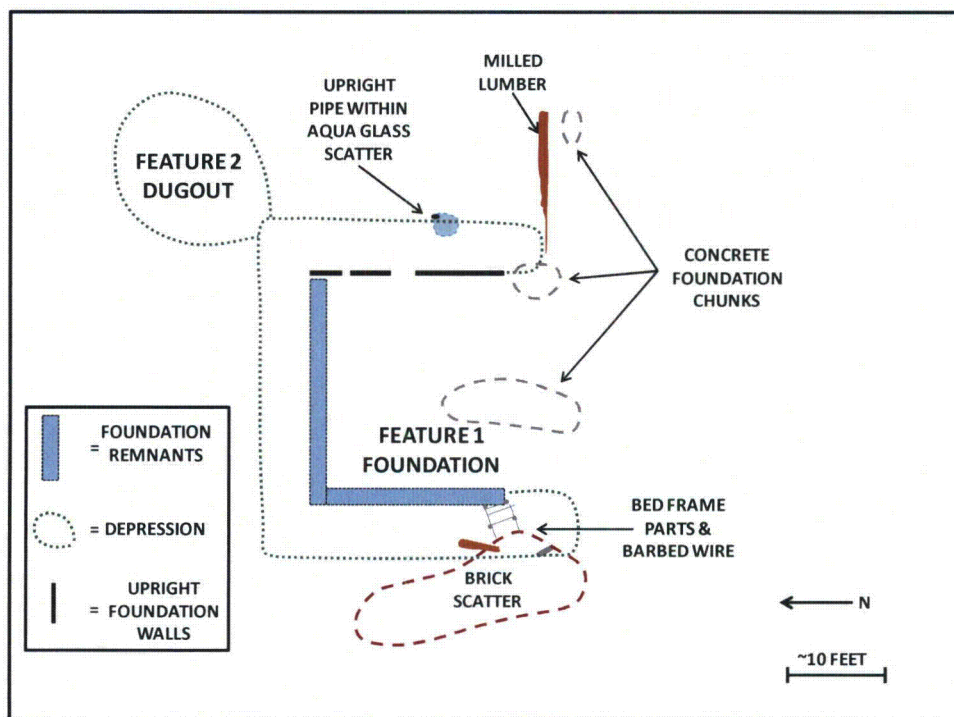 MILLED
LUMBER
UPRIGHT
PIPE WITHIN
AQUA GLASS
SCATTER
FEATURE 2
DUGOUT
CONCRETE
FOUNDATION
CHUNKS
FEATURE 1
FOUNDATION
BED FRAME
PARTS &
BARBED WIRE
BRICK
SCATTER
= FOUNDATION
REMNANTS
= DEPRESSION
UPRIGHT
= FOUNDATION
WALLS
N
~10 FEET